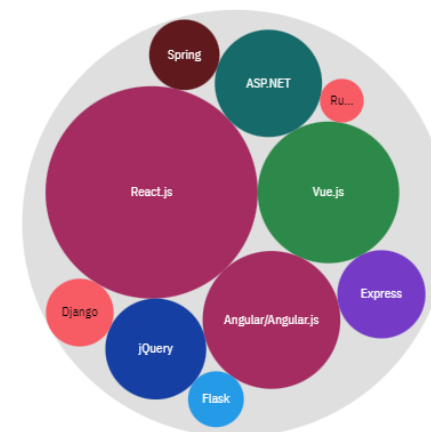 Spring
ASP.NET
Ru...
React.js
Vue.js
Express
Django
Angular/Angular.js
jQuery
Flask